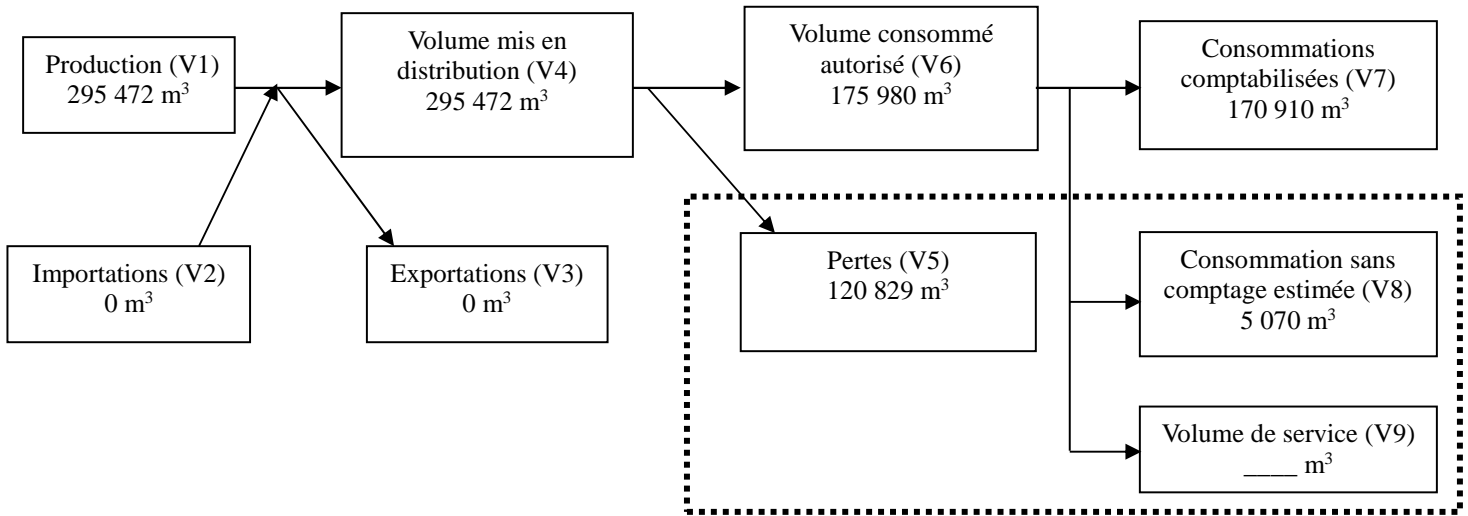 Production (V1)
295 472 m³
Volume mis en
distribution (V4)
295 472 m³
Volume consommé
autorisé (V6)
175 980 m³
Consommations
comptabilisées (V7)
170 910 m³
Importations (V2)
0 m³
Exportations (V3)
0 m³
Pertes (V5)
120 829 m³
Consommation sans
comptage estimée (V8)
5 070 m³
Volume de service (V9)
____ m³